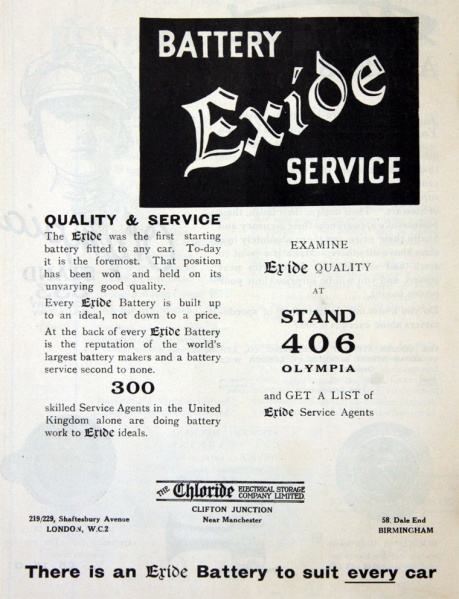 BATTERY
Exide
SERVICE
QUALITY & SERVICE
The Exide was the first starting
battery fitted to any car. To-day
it is the foremost. That position
has been won and held on its
unvarying good quality.
Every Exide Battery is built up
to an ideal, not down to a price.
At the back of every Exide Battery
is the reputation of the world's
largest battery makers and a battery
service second to none.
300
skilled Service Agents in the United
Kingdom alone are doing battery
work to Exide ideals.
EXAMINE
Exide QUALITY
AT
STAND
406
OLYMPIA
and GET A LIST of
Exide Service Agents
THE Chloride ELECTRICAL STORAGE
COMPANY LIMITED.
CLIFTON JUNCTION
Near Manchester
219/229, Shaftesbury Avenue
LONDON, W.C.2
58, Dale End
BIRMINGHAM
There is an Exide Battery to suit every car